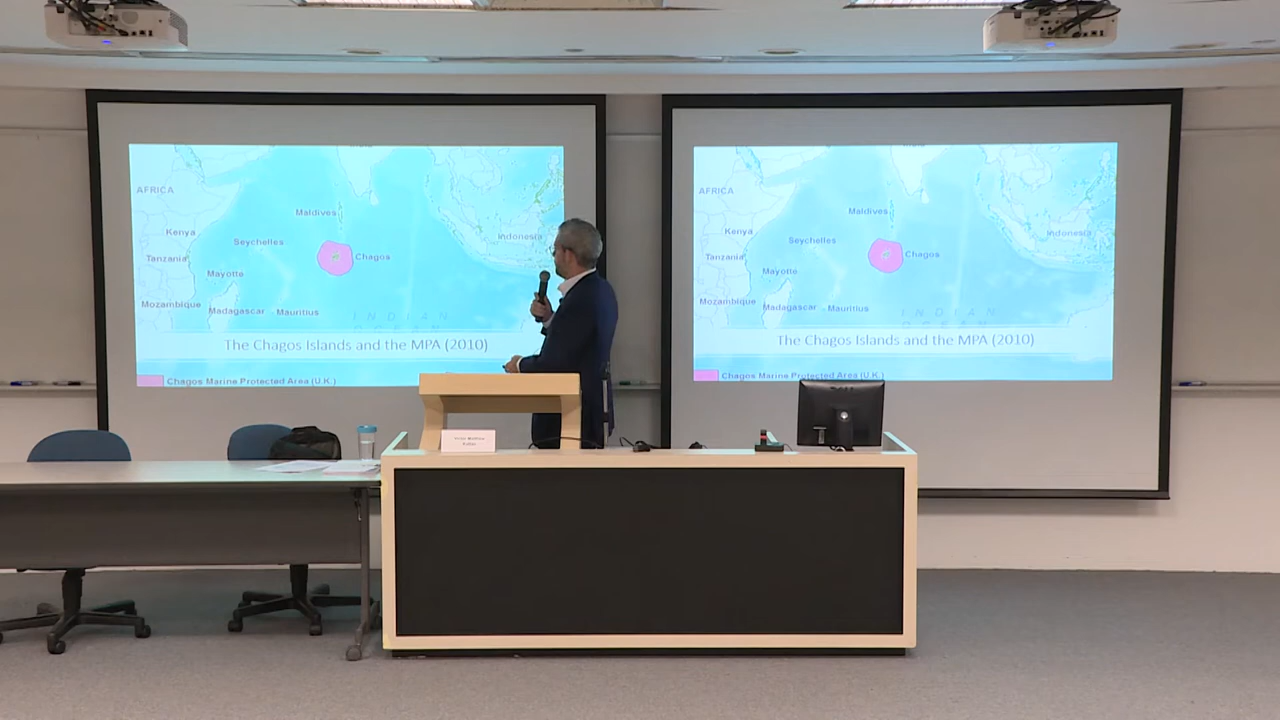 AFRICA
Maldives
Kenya
Seychelles
Indonesia
Tanzania
Chagos
Mayotte
Mozambique
Madagascar
Mauritius
INDIAN
OCEAN
The Chagos Islands and the MPA (2010)
Chagos Marine Protected Area (U.K.)
AFRICA
Maldives
Kenya
Seychelles
Indonesia
Tanzania
Chagos
Mayotte
Mozambique
Madagascar
Mauritius
INDIAN
OCEAN
The Chagos Islands and the MPA (2010)
Chagos Marine Protected Area (U.K.)